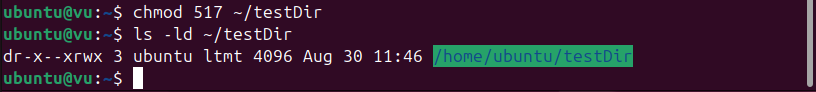 ubuntu@vu:~$ chmod 517 ~/testDir
ubuntu@vu:~$ ls -ld ~/testDir
dr-x--xrwx 3 ubuntu ltmt 4096 Aug 30 11:46 /home/ubuntu/testDir
ubuntu@vu:~$